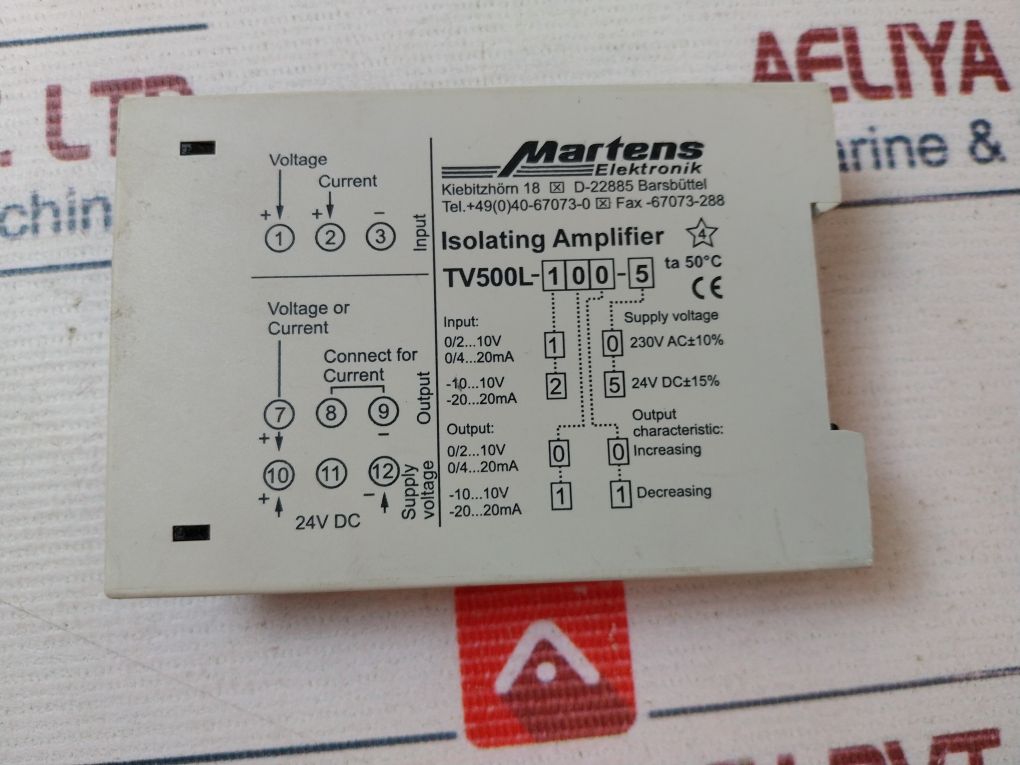 LTD
AELIYA
arine &
chin
Voltage
Current
+ + −
1 2 3
Input
Voltage or
Current
Connect for
Current
7 8 9
Output
+ −
10 11 12
+ −
24V DC
Supply
voltage
Martens
Elektronik
Kiebitzhörn 18 ☒ D-22885 Barsbüttel
Tel.+49(0)40-67073-0 ☒ Fax -67073-288
Isolating Amplifier 4
TV500L-100-5 ta 50°C
CE
Input:
0/2...10V 1
0/4...20mA
-10...10V 2
-20...20mA
Output:
0/2...10V 0
0/4...20mA
-10...10V 1
-20...20mA
Supply voltage
0 230V AC±10%
5 24V DC±15%
Output
characteristic:
0 Increasing
1 Decreasing